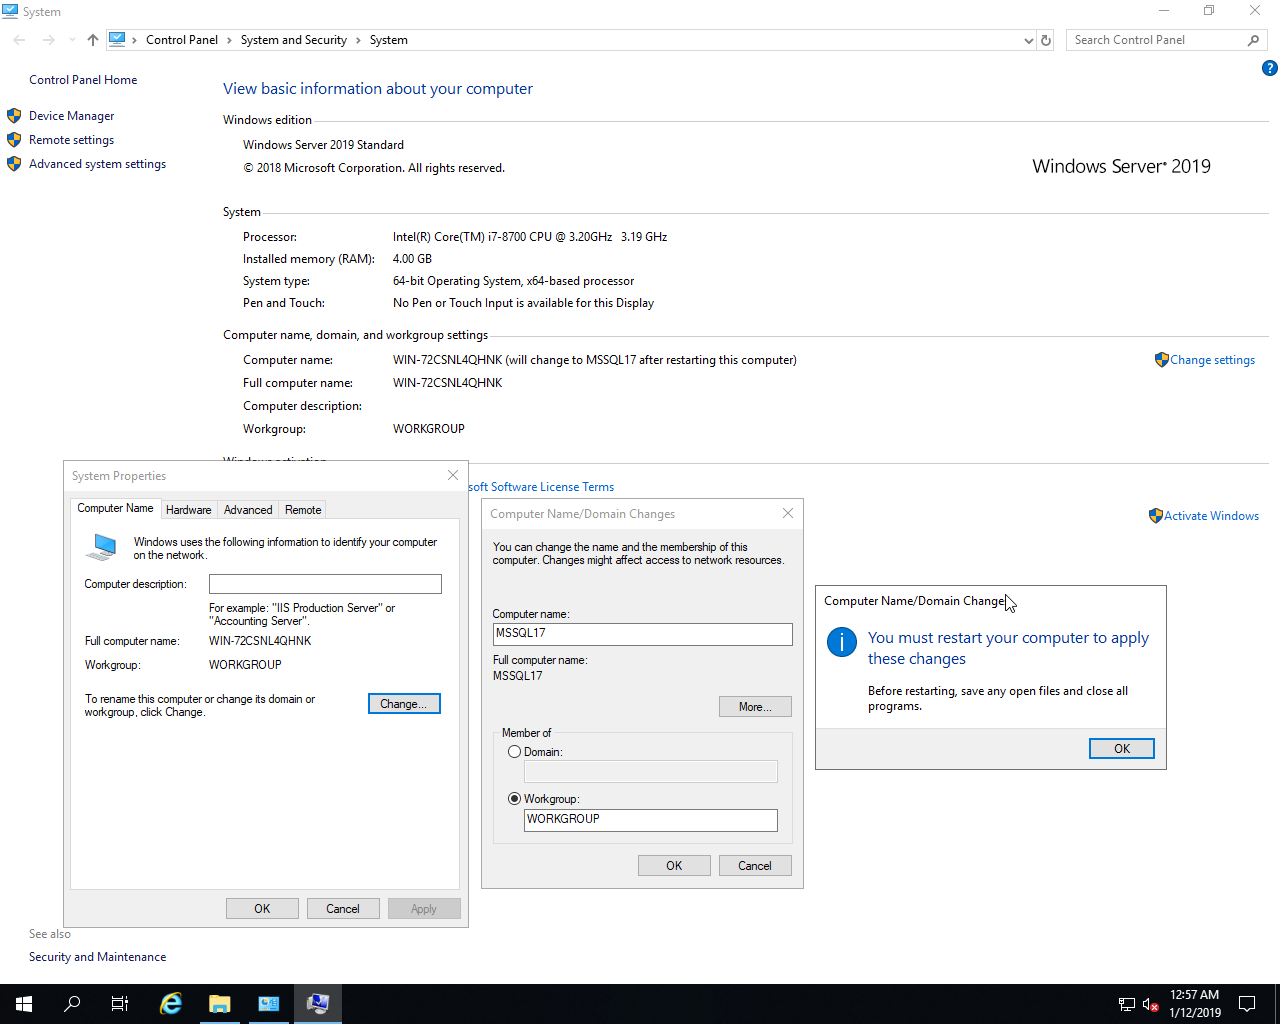 System
Control Panel
System and Security
System
Search Control Panel
Control Panel Home
Device Manager
Remote settings
Advanced system settings
View basic information about your computer
Windows edition
Windows Server 2019 Standard
© 2018 Microsoft Corporation. All rights reserved.
Windows Server® 2019
System
Processor: Intel(R) Core(TM) i7-8700 CPU @ 3.20GHz 3.19 GHz
Installed memory (RAM): 4.00 GB
System type: 64-bit Operating System, x64-based processor
Pen and Touch: No Pen or Touch Input is available for this Display
Computer name, domain, and workgroup settings
Computer name: WIN-72CSNL4QHNK (will change to MSSQL17 after restarting this computer)
Change settings
Full computer name: WIN-72CSNL4QHNK
Computer description:
Workgroup: WORKGROUP
Windows activation
soft Software License Terms
Activate Windows
System Properties
Computer Name
Hardware
Advanced
Remote
Windows uses the following information to identify your computer
on the network.
Computer description:
For example: "IIS Production Server" or
"Accounting Server".
Full computer name: WIN-72CSNL4QHNK
Workgroup: WORKGROUP
To rename this computer or change its domain or
workgroup, click Change.
Change...
OK
Cancel
Apply
Computer Name/Domain Changes
You can change the name and the membership of this
computer. Changes might affect access to network resources.
Computer name:
MSSQL17
Full computer name:
MSSQL17
More...
Member of
Domain:
Workgroup:
WORKGROUP
OK
Cancel
Computer Name/Domain Change
You must restart your computer to apply
these changes
Before restarting, save any open files and close all
programs.
OK
See also
Security and Maintenance
12:57 AM
1/12/2019